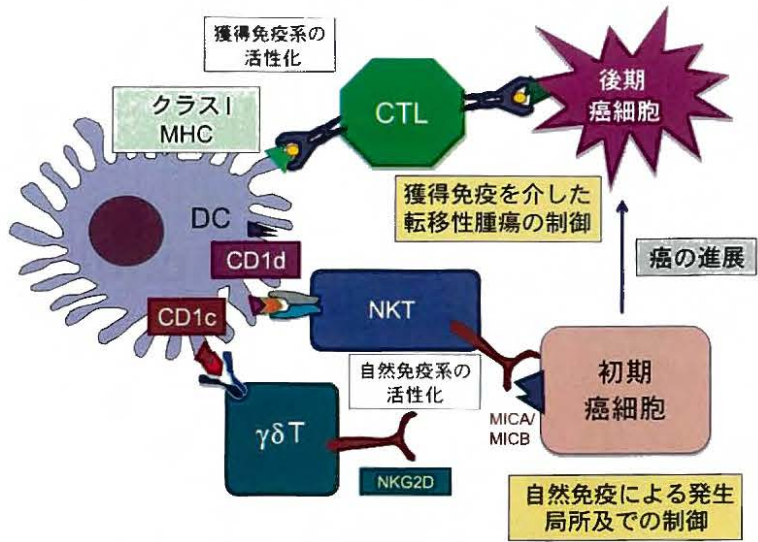 獲得免疫系の
活性化
クラスI
MHC
CTL
後期
癌細胞
DC
獲得免疫を介した
転移性腫瘍の制御
CD1d
癌の進展
CD1c
NKT
自然免疫系の
活性化
MICA/
MICB
初期
癌細胞
γδT
NKG2D
自然免疫による発生
局所及での制御